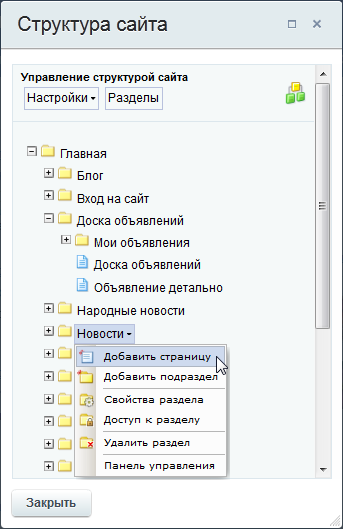 Структура сайта
Управление структурой сайта
Настройки
Разделы
Главная
Блог
Вход на сайт
Доска объявлений
Мои объявления
Доска объявлений
Объявление детально
Народные новости
Новости
Добавить страницу
Добавить подраздел
Свойства раздела
Доступ к разделу
Удалить раздел
Панель управления
Закрыть